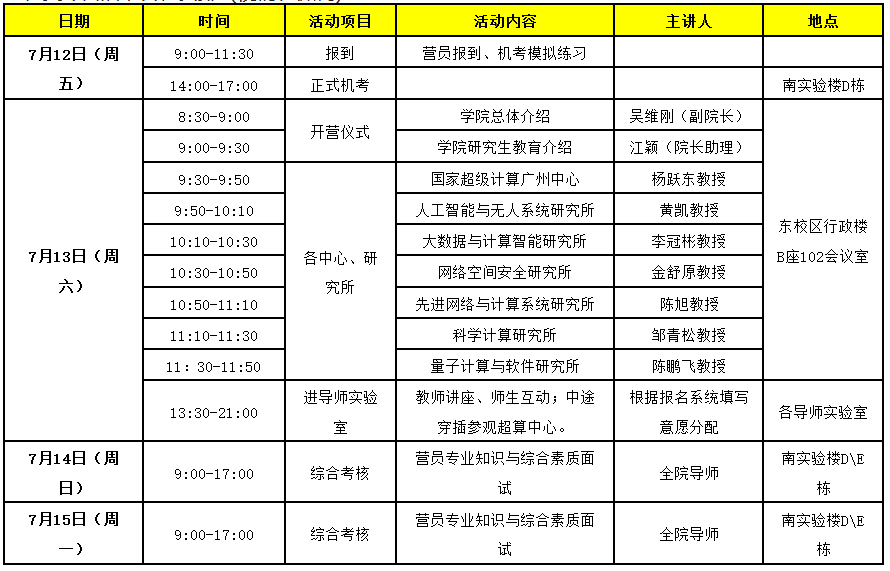 日期 时间 活动项目 活动内容 主讲人 地点
7月12日（周五） 9:00-11:30 报到 营员报到、机考模拟练习
14:00-17:00 正式机考 南实验楼D栋
7月13日（周六） 8:30-9:00 开营仪式 学院总体介绍 吴维刚（副院长） 东校区行政楼B座102会议室
9:00-9:30 学院研究生教育介绍 江颖（院长助理）
9:30-9:50 各中心、研究所 国家超级计算广州中心 杨跃东教授
9:50-10:10 人工智能与无人系统研究所 黄凯教授
10:10-10:30 大数据与计算智能研究所 李冠彬教授
10:30-10:50 网络空间安全研究所 金舒原教授
10:50-11:10 先进网络与计算系统研究所 陈旭教授
11:10-11:30 科学计算研究所 邹青松教授
11：30-11:50 量子计算与软件研究所 陈鹏飞教授
13:30-21:00 进导师实验室 教师讲座、师生互动；中途穿插参观超算中心。 根据报名系统填写意愿分配 各导师实验室
7月14日（周日） 9:00-17:00 综合考核 营员专业知识与综合素质面试 全院导师 南实验楼D\E栋
7月15日（周一） 9:00-17:00 综合考核 营员专业知识与综合素质面试 全院导师 南实验楼D\E栋